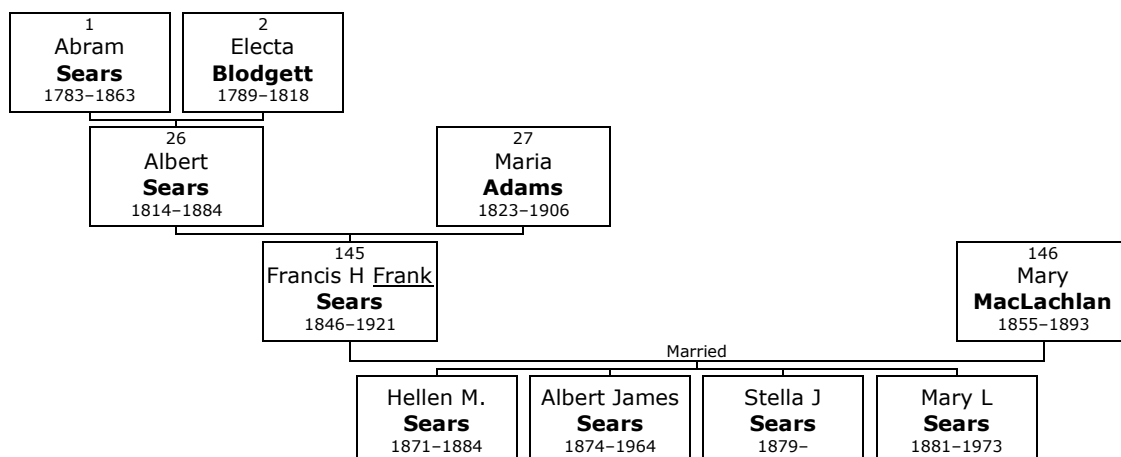 1
Abram
Sears
1783–1863
2
Electa
Blodgett
1789–1818
26
Albert
Sears
1814–1884
27
Maria
Adams
1823–1906
145
Francis H Frank
Sears
1846–1921
146
Mary
MacLachlan
1855–1893
Married
Hellen M.
Sears
1871–1884
Albert James
Sears
1874–1964
Stella J
Sears
1879–
Mary L
Sears
1881–1973